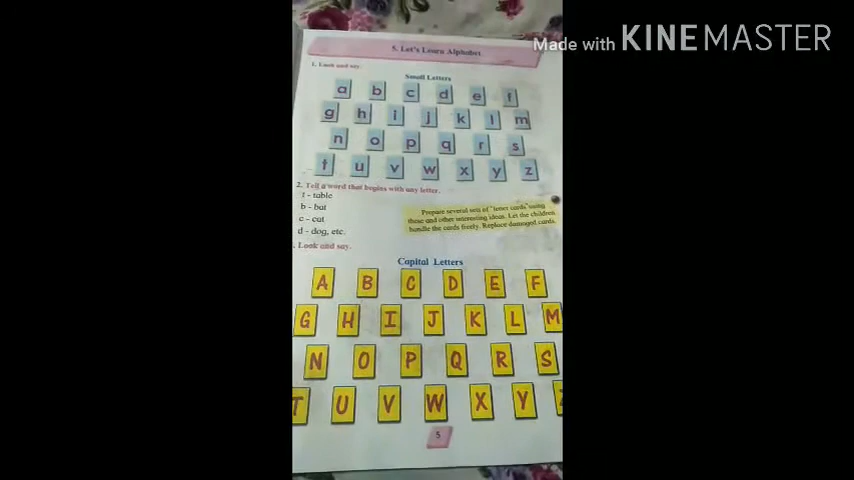 Made with KINEMASTER
5. Let's Learn Alphabet
1. Look and say.
Small Letters
a b c d e f
g h i j k l m
n o p q r s
t u v w x y z
2. Tell a word that begins with any letter.
t - table
b - bat
c - cat
d - dog, etc.
Prepare several sets of "letter cards" using
these and other interesting ideas. Let the children
handle the cards freely. Replace damaged cards.
. Look and say.
Capital Letters
A B C D E F
G H I J K L M
N O P Q R S
T U V W X Y
5